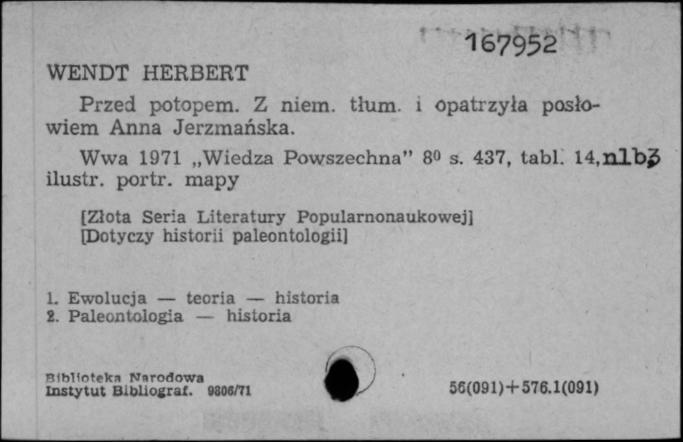 167952
WENDT HERBERT
Przed potopem. Z niem. tłum. i opatrzyła posło-
wiem Anna Jerzmańska.
Wwa 1971 „Wiedza Powszechna” 8⁰ s. 437, tabl. 14, nlb3
ilustr. portr. mapy
[Złota Seria Literatury Popularnonaukowej]
[Dotyczy historii paleontologii]
1. Ewolucja — teoria — historia
2. Paleontologia — historia
Biblioteka Narodowa
Instytut Bibliograf. 9806/71
56(091)+576.1(091)